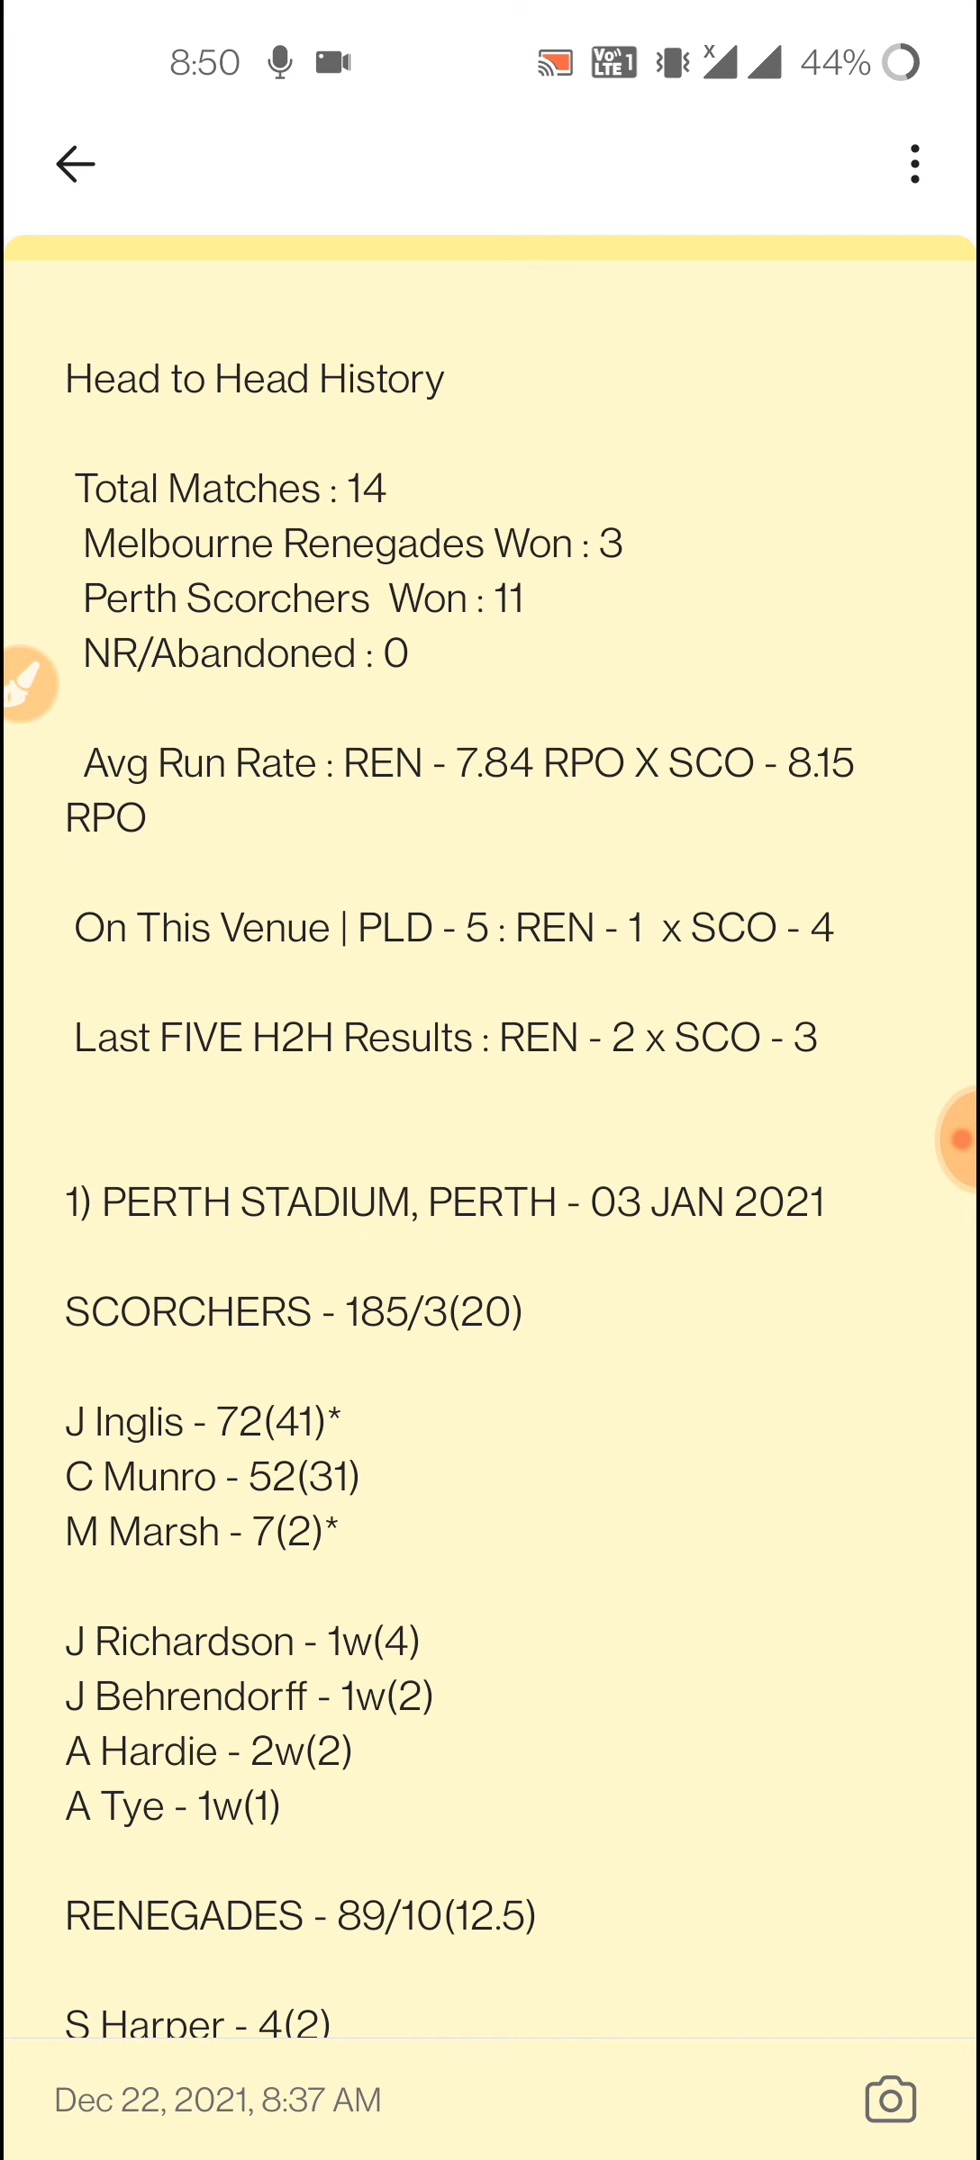 8:50 VoLTE 1 x 44%
Head to Head History
Total Matches : 14
Melbourne Renegades Won : 3
Perth Scorchers  Won : 11
NR/Abandoned : 0
Avg Run Rate : REN - 7.84 RPO X SCO - 8.15
RPO
On This Venue | PLD - 5 : REN - 1  x SCO - 4
Last FIVE H2H Results : REN - 2 x SCO - 3
1) PERTH STADIUM, PERTH - 03 JAN 2021
SCORCHERS - 185/3(20)
J Inglis - 72(41)*
C Munro - 52(31)
M Marsh - 7(2)*
J Richardson - 1w(4)
J Behrendorff - 1w(2)
A Hardie - 2w(2)
A Tye - 1w(1)
RENEGADES - 89/10(12.5)
S Harper - 4(2)
Dec 22, 2021, 8:37 AM